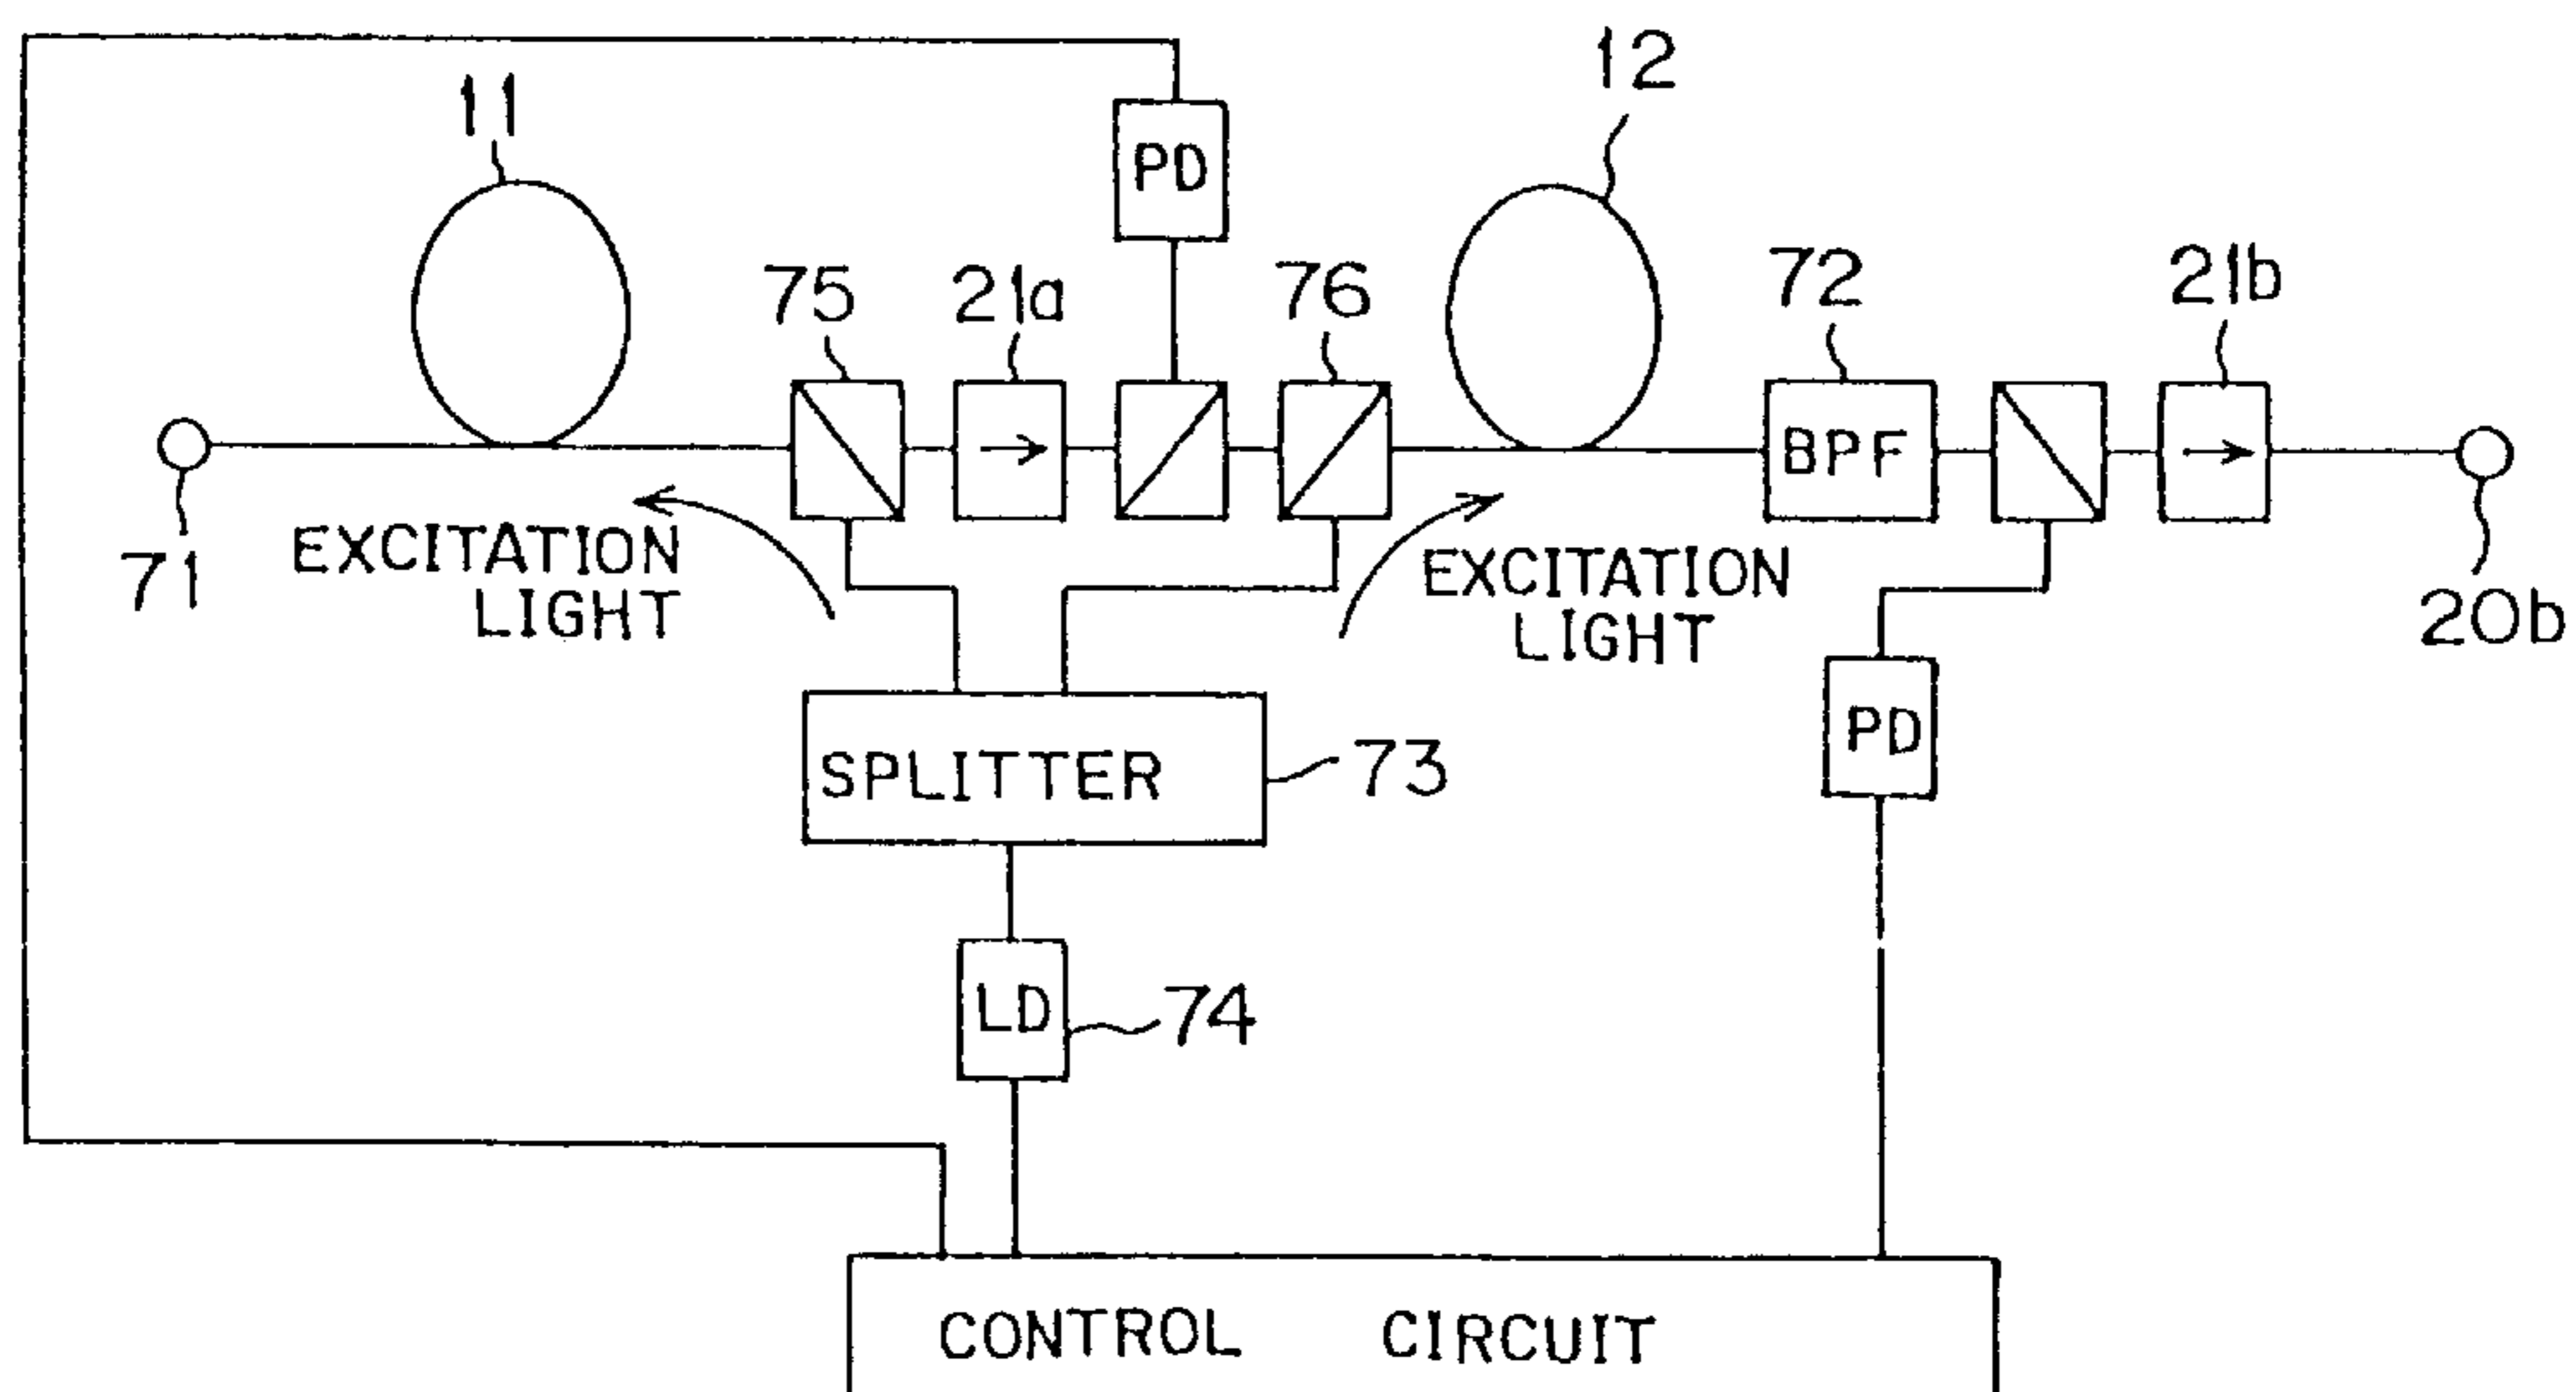 12
11
PD
75
21a
76
72
21b
BPF
71
EXCITATION
LIGHT
EXCITATION
LIGHT
20b
SPLITTER
73
PD
LD
74
CONTROL CIRCUIT